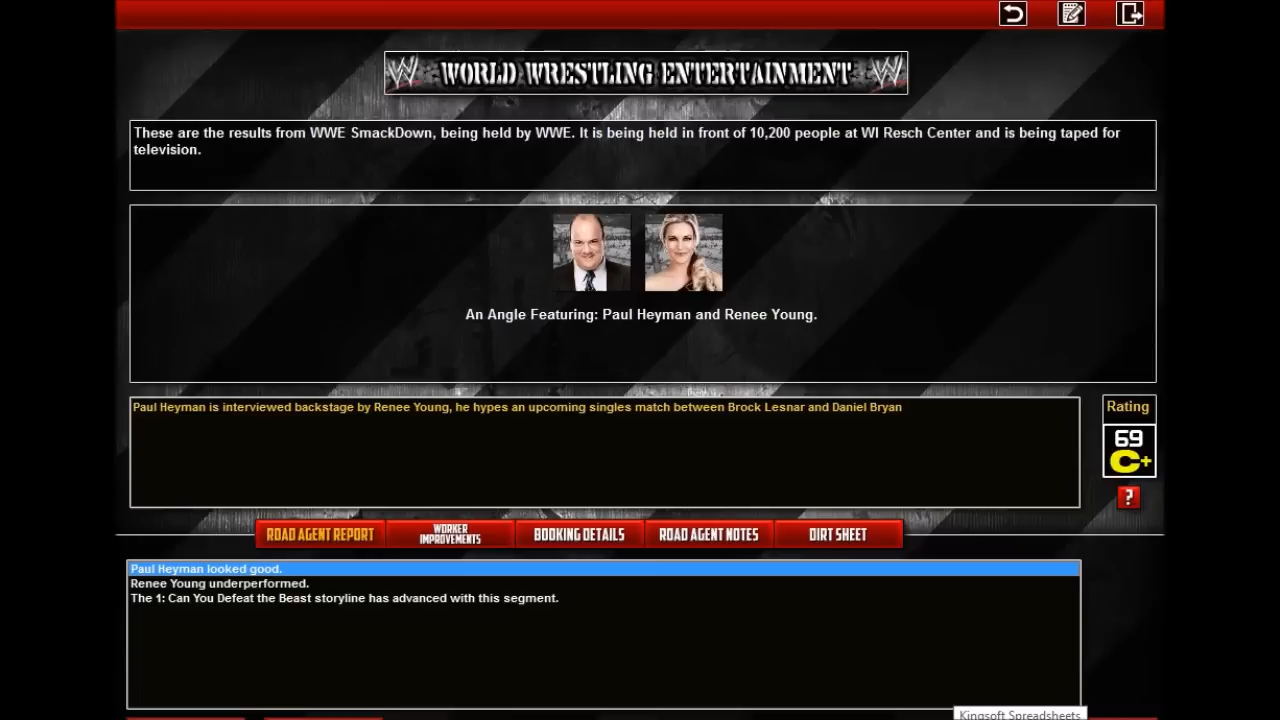 WORLD WRESTLING ENTERTAINMENT
These are the results from WWE SmackDown, being held by WWE. It is being held in front of 10,200 people at WI Resch Center and is being taped for
television.
An Angle Featuring: Paul Heyman and Renee Young.
Paul Heyman is interviewed backstage by Renee Young, he hypes an upcoming singles match between Brock Lesnar and Daniel Bryan
Rating
69
C+
?
ROAD AGENT REPORT
WORKER
IMPROVEMENTS
BOOKING DETAILS
ROAD AGENT NOTES
DIRT SHEET
Paul Heyman looked good.
Renee Young underperformed.
The 1: Can You Defeat the Beast storyline has advanced with this segment.
Kingsoft Spreadsheets